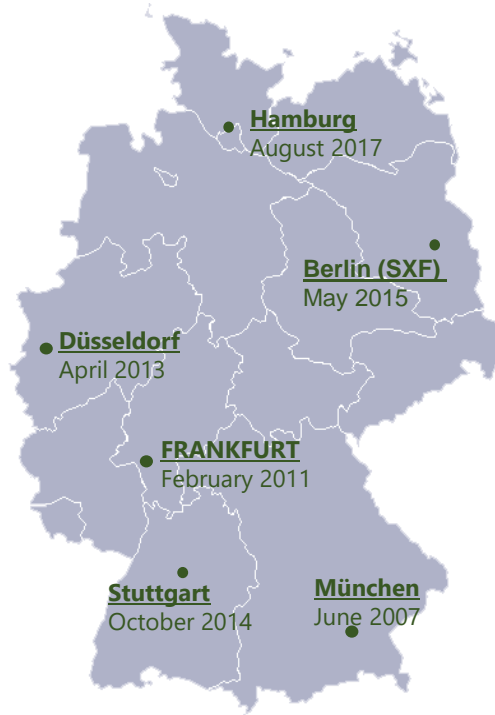 Hamburg
August 2017
Berlin (SXF)
May 2015
Düsseldorf
April 2013
FRANKFURT
February 2011
Stuttgart
October 2014
München
June 2007